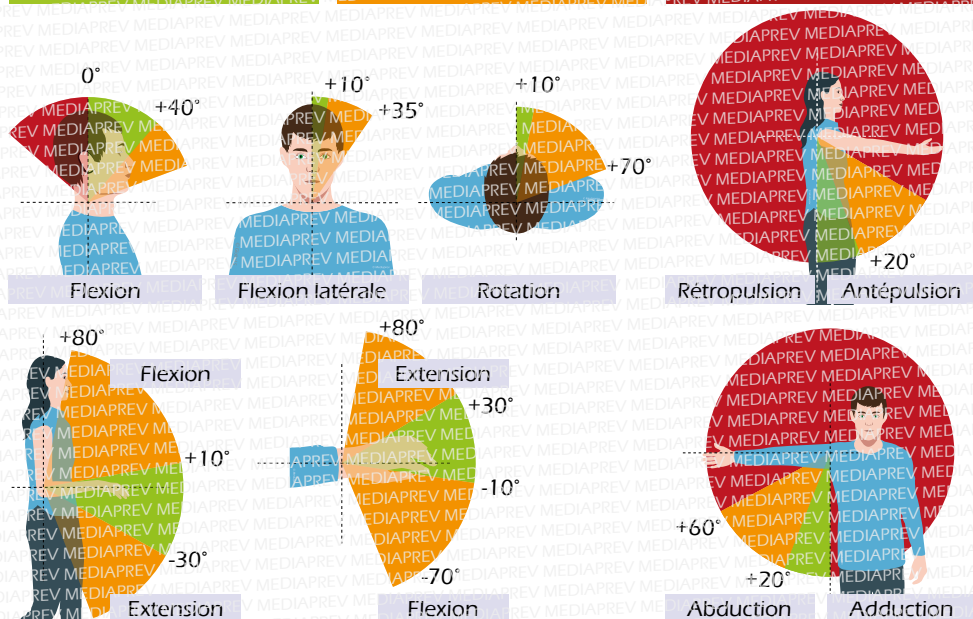 0°
+40°
+10°
+35°
+10°
+70°
+20°
Flexion
Flexion latérale
Rotation
Rétropulsion
Antépulsion
+80°
Flexion
+10°
-30°
Extension
+80°
Extension
+30°
-10°
-70°
Flexion
+60°
+20°
Abduction
Adduction
MEDIAPREV